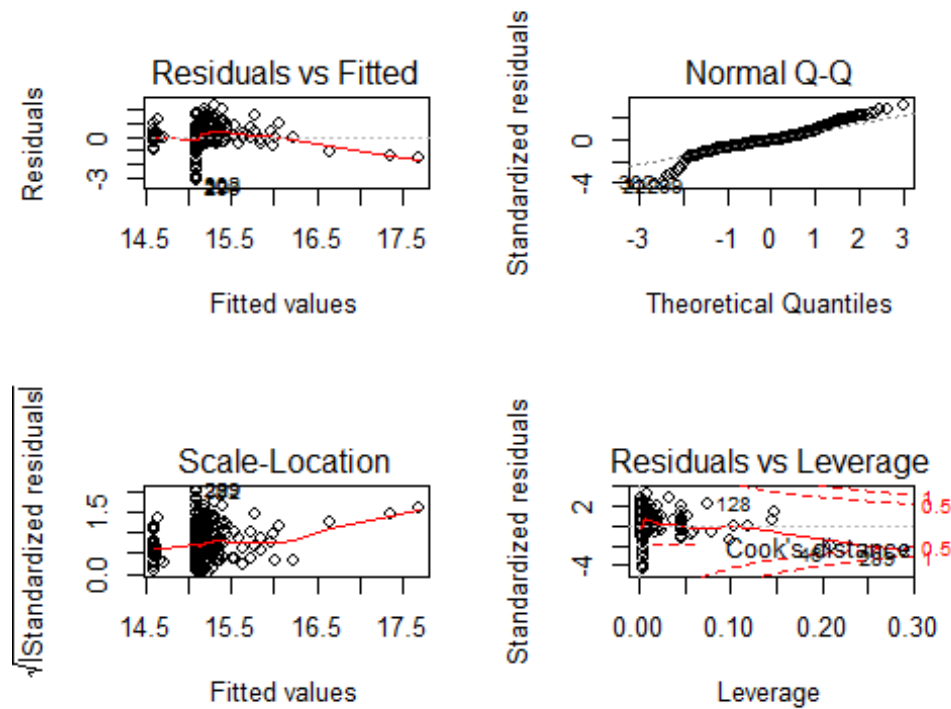 Residuals vs Fitted
Residuals
0
-3
14.5 15.5 16.5 17.5
Fitted values
Normal Q-Q
Standardized residuals
0
-4
-3 -1 0 1 2 3
Theoretical Quantiles
Scale-Location
√|Standardized residuals|
1.5
0.0
14.5 15.5 16.5 17.5
Fitted values
Residuals vs Leverage
Standardized residuals
2
-4
128
Cook's distance
289
1
0.5
0.5
1
0.00 0.10 0.20 0.30
Leverage